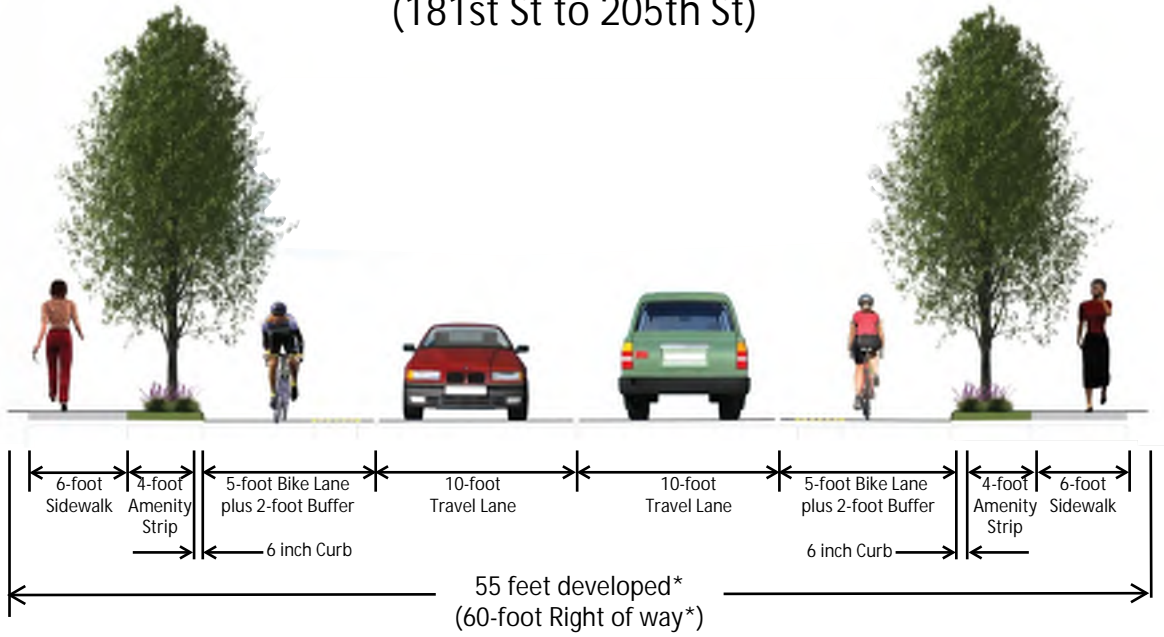 (181st St to 205th St)
6-foot
Sidewalk
4-foot
Amenity
Strip
5-foot Bike Lane
plus 2-foot Buffer
10-foot
Travel Lane
10-foot
Travel Lane
5-foot Bike Lane
plus 2-foot Buffer
4-foot
Amenity
Strip
6-foot
Sidewalk
6 inch Curb
6 inch Curb
55 feet developed*
(60-foot Right of way*)